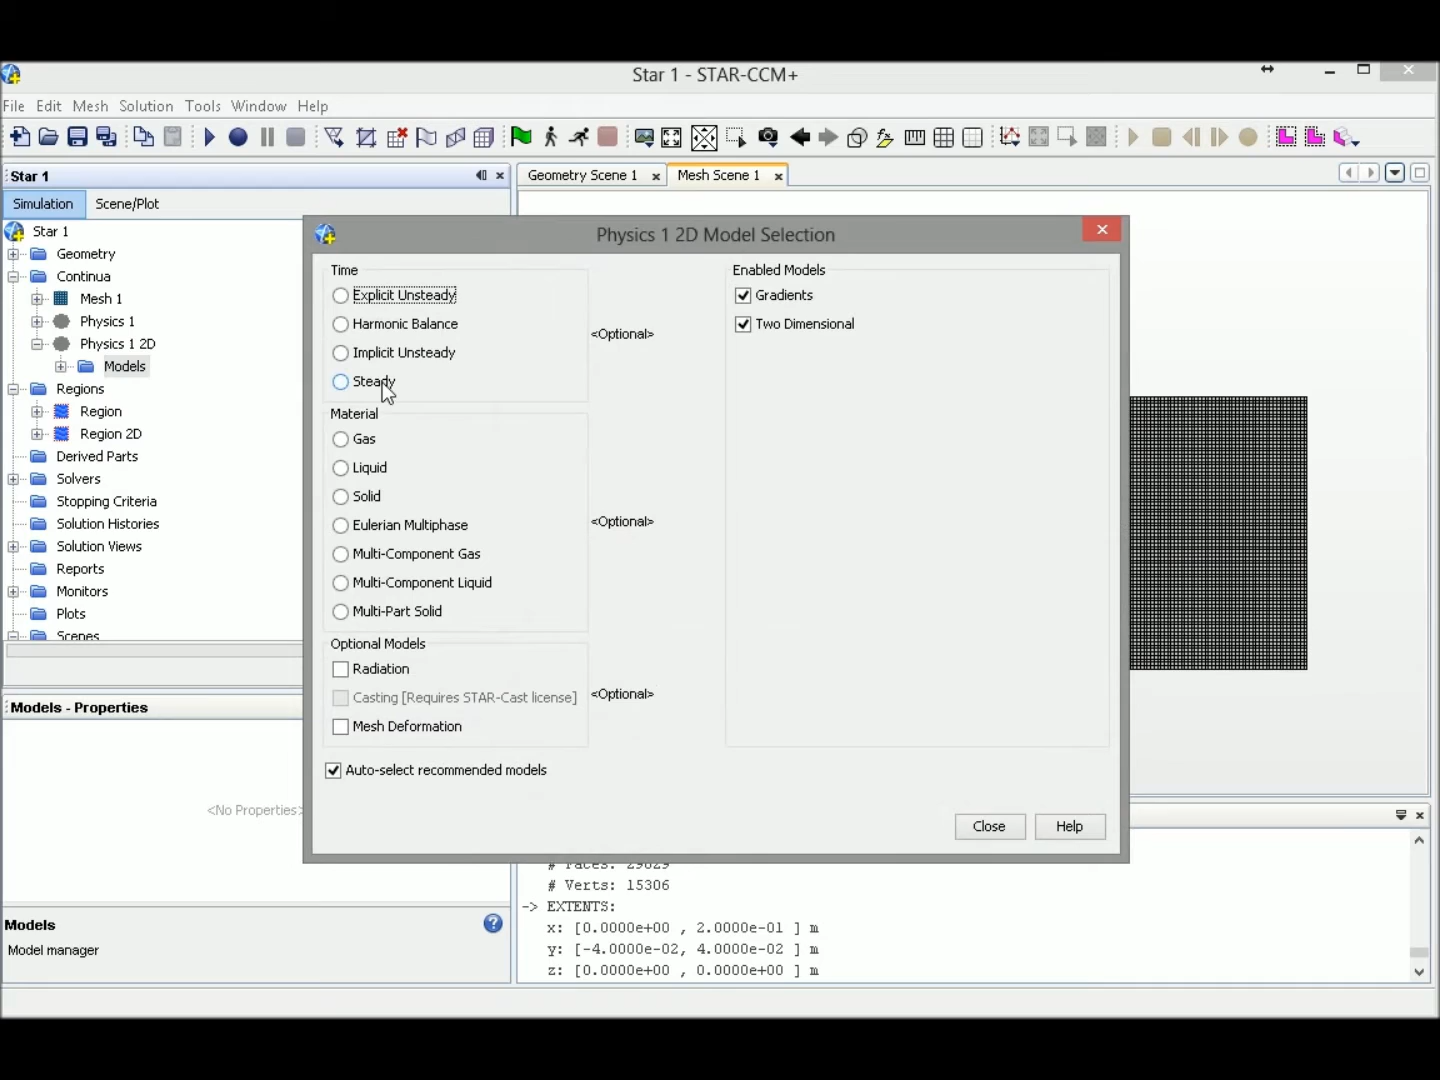 Star 1 - STAR-CCM+
File Edit Mesh Solution Tools Window Help
Star 1
Geometry Scene 1
Mesh Scene 1
Simulation
Scene/Plot
Star 1
Geometry
Continua
Mesh 1
Physics 1
Physics 1 2D
Models
Regions
Region
Region 2D
Derived Parts
Solvers
Stopping Criteria
Solution Histories
Solution Views
Reports
Monitors
Plots
Scenes
Physics 1 2D Model Selection
Time
Explicit Unsteady
Harmonic Balance
Implicit Unsteady
Steady
<Optional>
Material
Gas
Liquid
Solid
Eulerian Multiphase
Multi-Component Gas
Multi-Component Liquid
Multi-Part Solid
<Optional>
Optional Models
Radiation
Casting [Requires STAR-Cast license]
Mesh Deformation
<Optional>
Auto-select recommended models
Enabled Models
Gradients
Two Dimensional
Close
Help
Models - Properties
<No Properties>
Models
Model manager
# Faces: 29829
# Verts: 15306
-> EXTENTS:
x: [0.0000e+00 , 2.0000e-01 ] m
y: [-4.0000e-02, 4.0000e-02 ] m
z: [0.0000e+00 , 0.0000e+00 ] m